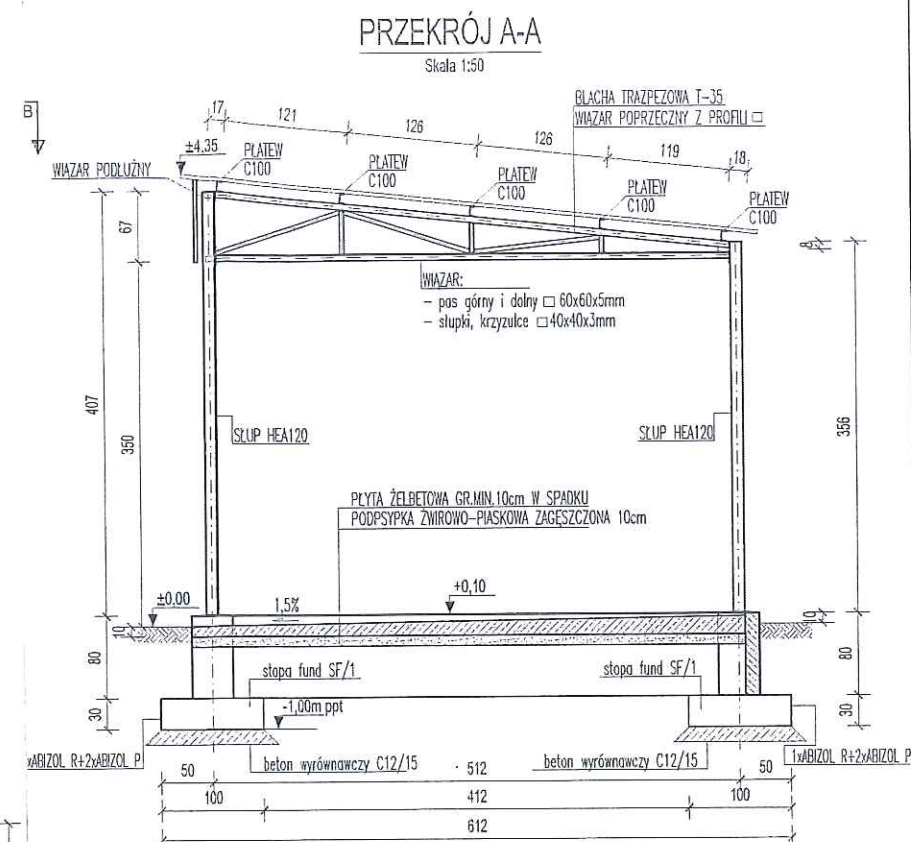 PRZEKRÓJ A-A
Skala 1:50
B
17
121
126
126
119
18
BLACHA TRAZPEZOWA T-35
WIĄZAR POPRZECZNY Z PROFILI □
±4,35
WIĄZAR PODŁUŻNY
PŁATEW
C100
PŁATEW
C100
PŁATEW
C100
PŁATEW
C100
PŁATEW
C100
67
8
WIĄZAR:
- pas górny i dolny □ 60x60x5mm
- słupki, krzyzulce □ 40x40x3mm
407
350
356
SŁUP HEA120
SŁUP HEA120
PŁYTA ŻELBETOWA GR.MIN.10cm W SPADKU
PODPSYPKA ŻWIROWO-PIASKOWA ZAGĘSZCZONA 10cm
±0.00
1,5%
+0,10
10
10
80
80
stopa fund SF/1
stopa fund SF/1
30
-1,00m ppt
30
xABIZOL R+2xABIZOL P
beton wyrównawczy C12/15
beton wyrównawczy C12/15
1xABIZOL R+2xABIZOL P
50
512
50
100
412
100
612